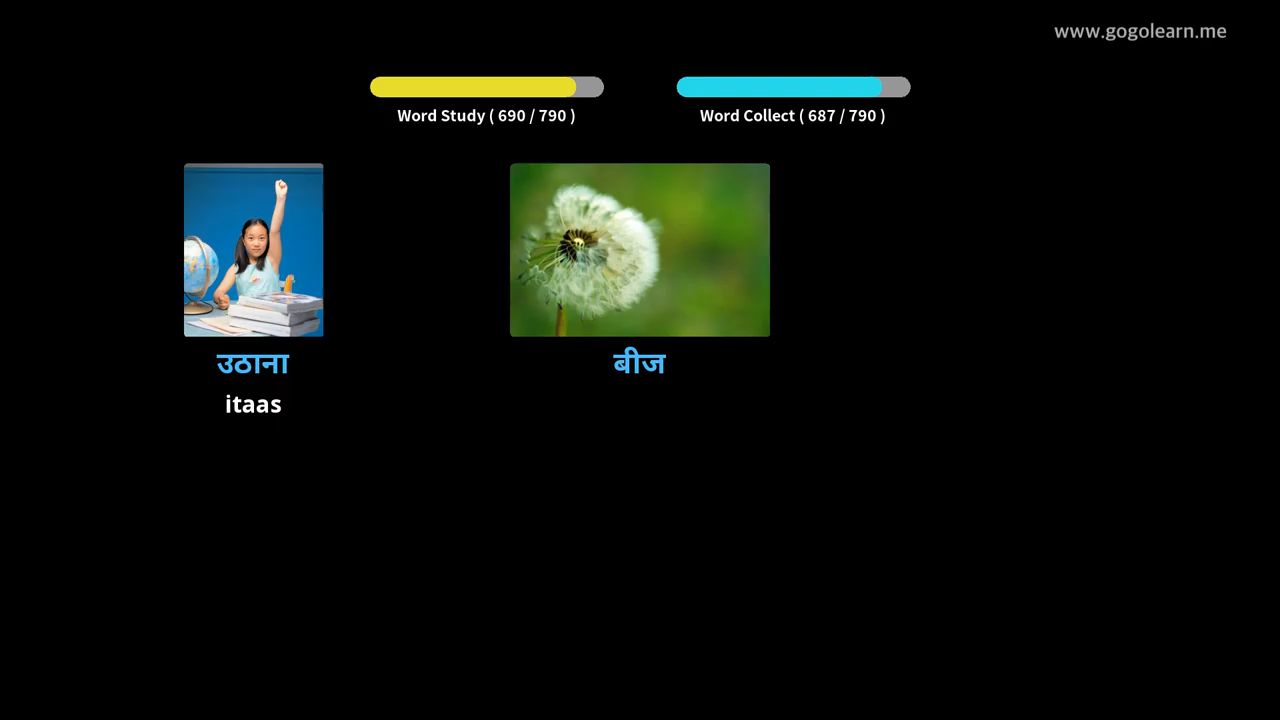 www.gogolearn.me
Word Study ( 690 / 790 )
Word Collect ( 687 / 790 )
उठाना
बीज
itaas